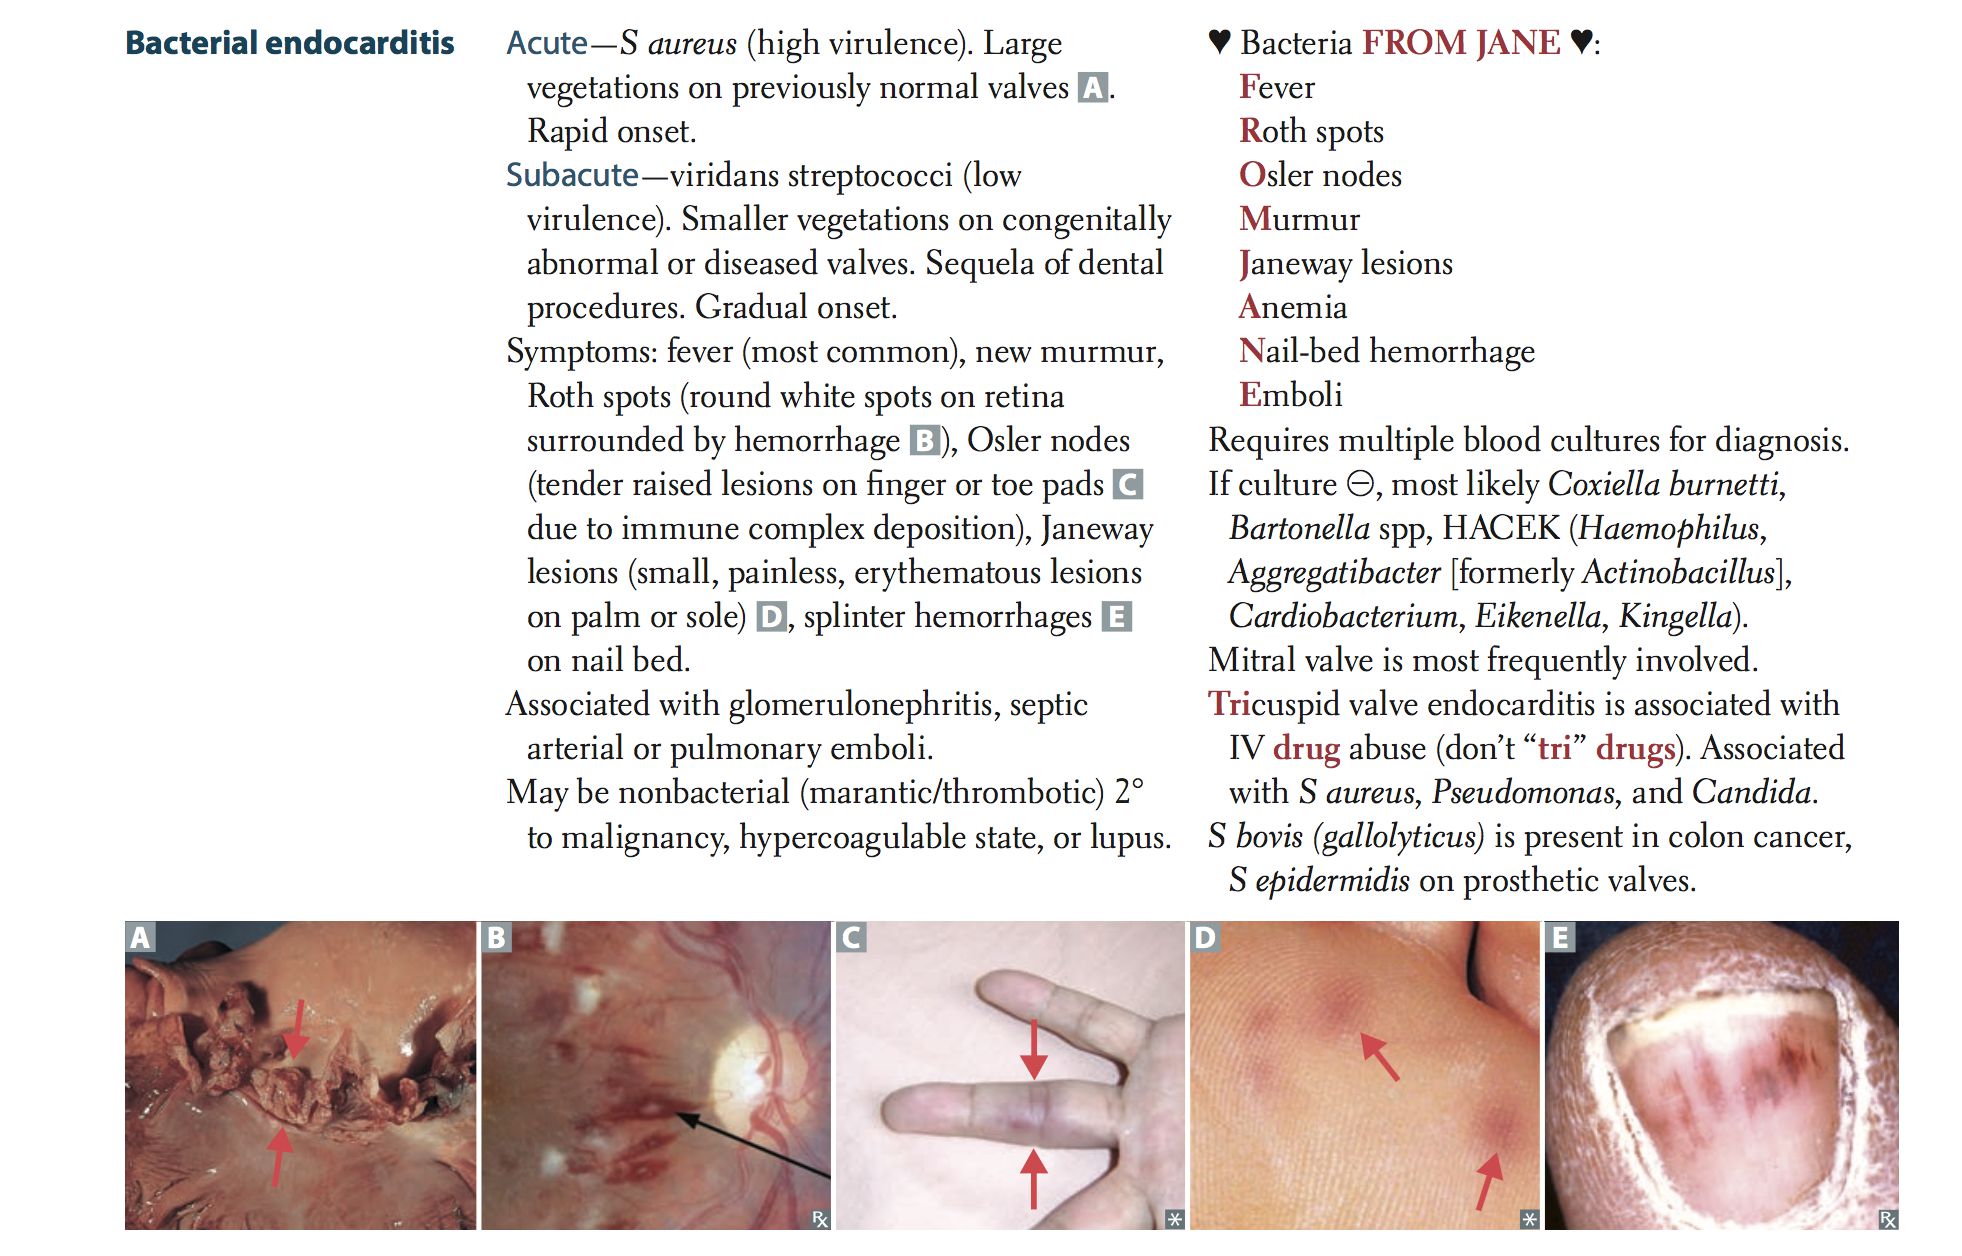 Bacterial endocarditis
Acute—S aureus (high virulence). Large
vegetations on previously normal valves A.
Rapid onset.
Subacute—viridans streptococci (low
virulence). Smaller vegetations on congenitally
abnormal or diseased valves. Sequela of dental
procedures. Gradual onset.
Symptoms: fever (most common), new murmur,
Roth spots (round white spots on retina
surrounded by hemorrhage B), Osler nodes
(tender raised lesions on finger or toe pads C
due to immune complex deposition), Janeway
lesions (small, painless, erythematous lesions
on palm or sole) D, splinter hemorrhages E
on nail bed.
Associated with glomerulonephritis, septic
arterial or pulmonary emboli.
May be nonbacterial (marantic/thrombotic) 2°
to malignancy, hypercoagulable state, or lupus.
♥ Bacteria FROM JANE ♥:
Fever
Roth spots
Osler nodes
Murmur
Janeway lesions
Anemia
Nail-bed hemorrhage
Emboli
Requires multiple blood cultures for diagnosis.
If culture ⊖, most likely Coxiella burnetti,
Bartonella spp, HACEK (Haemophilus,
Aggregatibacter [formerly Actinobacillus],
Cardiobacterium, Eikenella, Kingella).
Mitral valve is most frequently involved.
Tricuspid valve endocarditis is associated with
IV drug abuse (don’t “tri” drugs). Associated
with S aureus, Pseudomonas, and Candida.
S bovis (gallolyticus) is present in colon cancer,
S epidermidis on prosthetic valves.
A
B
℞
C
*
D
*
E
℞